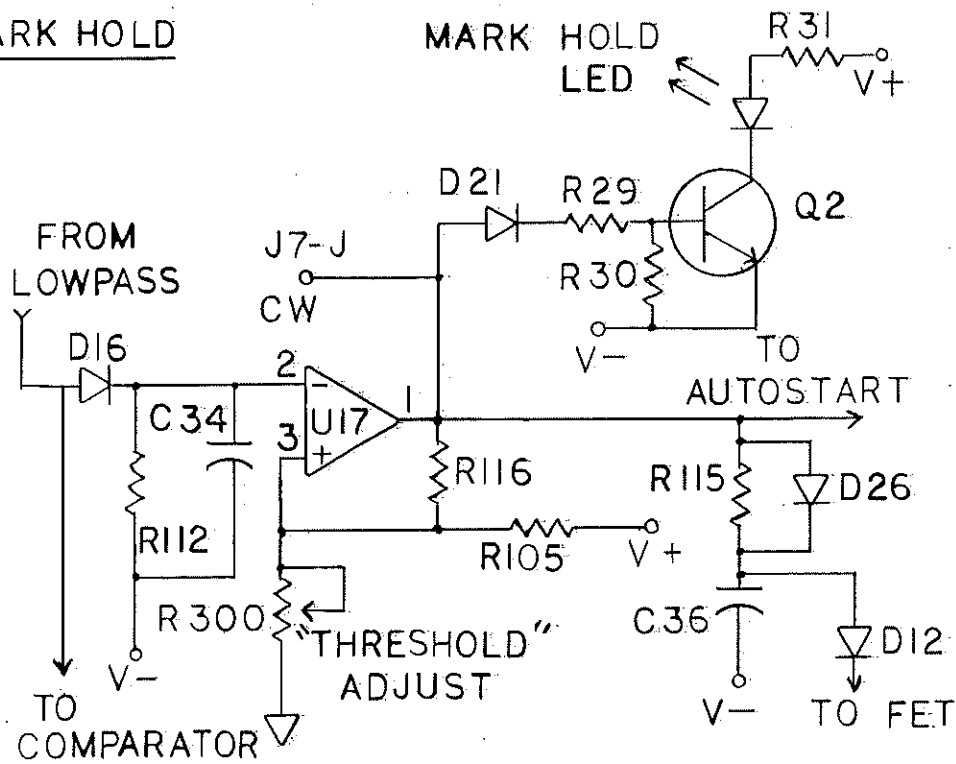 ARK HOLD
MARK HOLD
LED
R31
V+
D21
R29
Q2
R30
V-
FROM
LOWPASS
J7-J
CW
D16
2
-
C34
U17
1
3
+
TO
AUTOSTART
R116
R115
D26
R112
R105
V+
R300
"THRESHOLD"
ADJUST
C36
D12
V-
V-
TO FET
TO
COMPARATOR